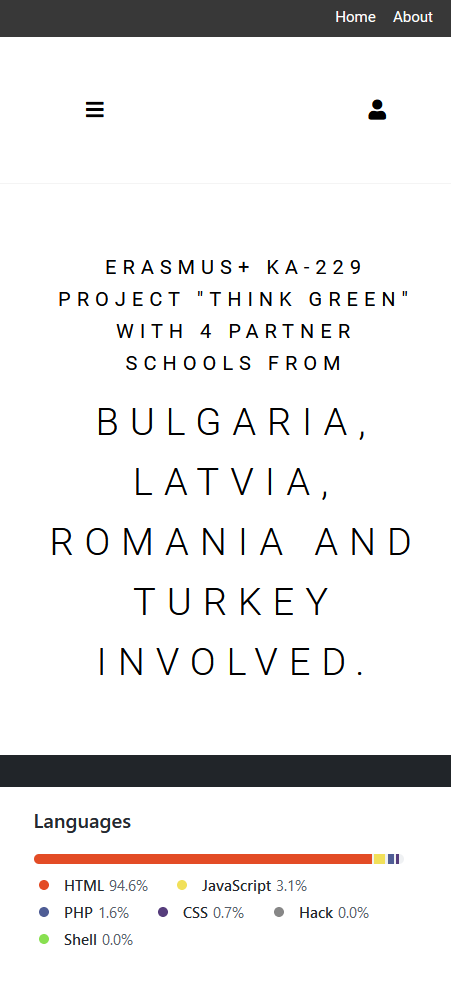 Home About
ERASMUS+ KA-229
PROJECT "THINK GREEN"
WITH 4 PARTNER
SCHOOLS FROM
BULGARIA,
LATVIA,
ROMANIA AND
TURKEY
INVOLVED.
Languages
HTML 94.6% JavaScript 3.1%
PHP 1.6% CSS 0.7% Hack 0.0%
Shell 0.0%